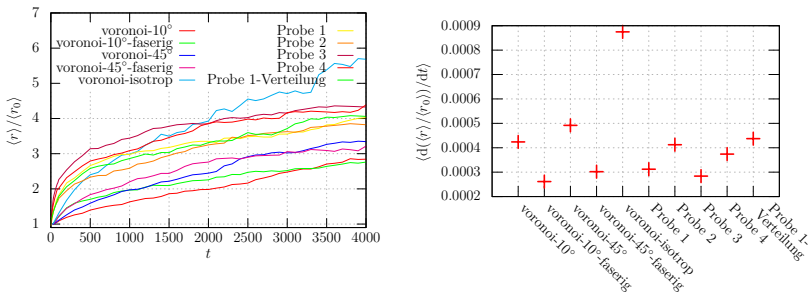 7
6
5
4
3
2
1
⟨r⟩/⟨r₀⟩
voronoi-10°
voronoi-10°-faserig
voronoi-45°
voronoi-45°-faserig
voronoi-isotrop
Probe 1
Probe 2
Probe 3
Probe 4
Probe 1-Verteilung
0 500 1000 1500 2000 2500 3000 3500 4000
t
0.0009
0.0008
0.0007
0.0006
0.0005
0.0004
0.0003
0.0002
⟨d(⟨r⟩/⟨r₀⟩)/dt⟩
voronoi-10°
voronoi-10°-faserig
voronoi-45°
voronoi-45°-faserig
voronoi-isotrop
Probe 1
Probe 2
Probe 3
Probe 4
Probe 1-
Verteilung